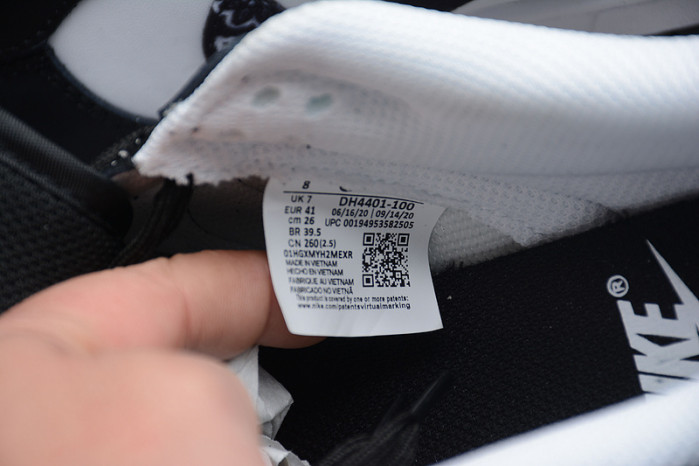 8
UK 7
EUR 41
cm 26
BR 39.5
CN 260(2.5)
DH4401-100
06/16/20 | 09/14/20
UPC 00194953582505
01HGXMYH2MEXR
MADE IN VIETNAM
HECHO EN VIETNAM
FABRIQUE AU VIETNAM
FABRICADO NO VIETNÃ
This product is covered by one or more patents:
www.nike.com/patentsvirtualmarking
NIKE ®